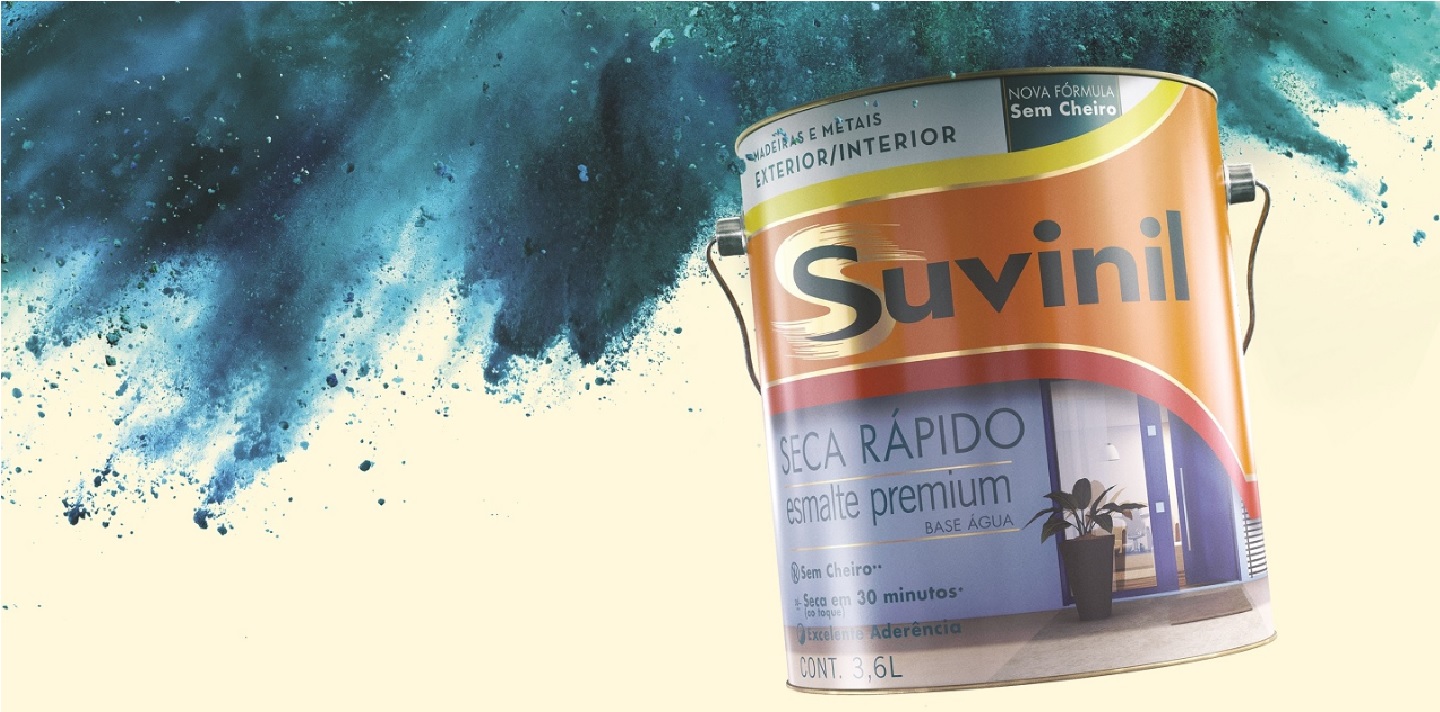 MADEIRAS E METAIS
EXTERIOR/INTERIOR
NOVA FÓRMULA
Sem Cheiro
Suvinil
SECA RÁPIDO
esmalte premium
BASE ÁGUA
Sem Cheiro**
Seca em 30 minutos*
(ao toque)
Excelente Aderência
CONT. 3,6L